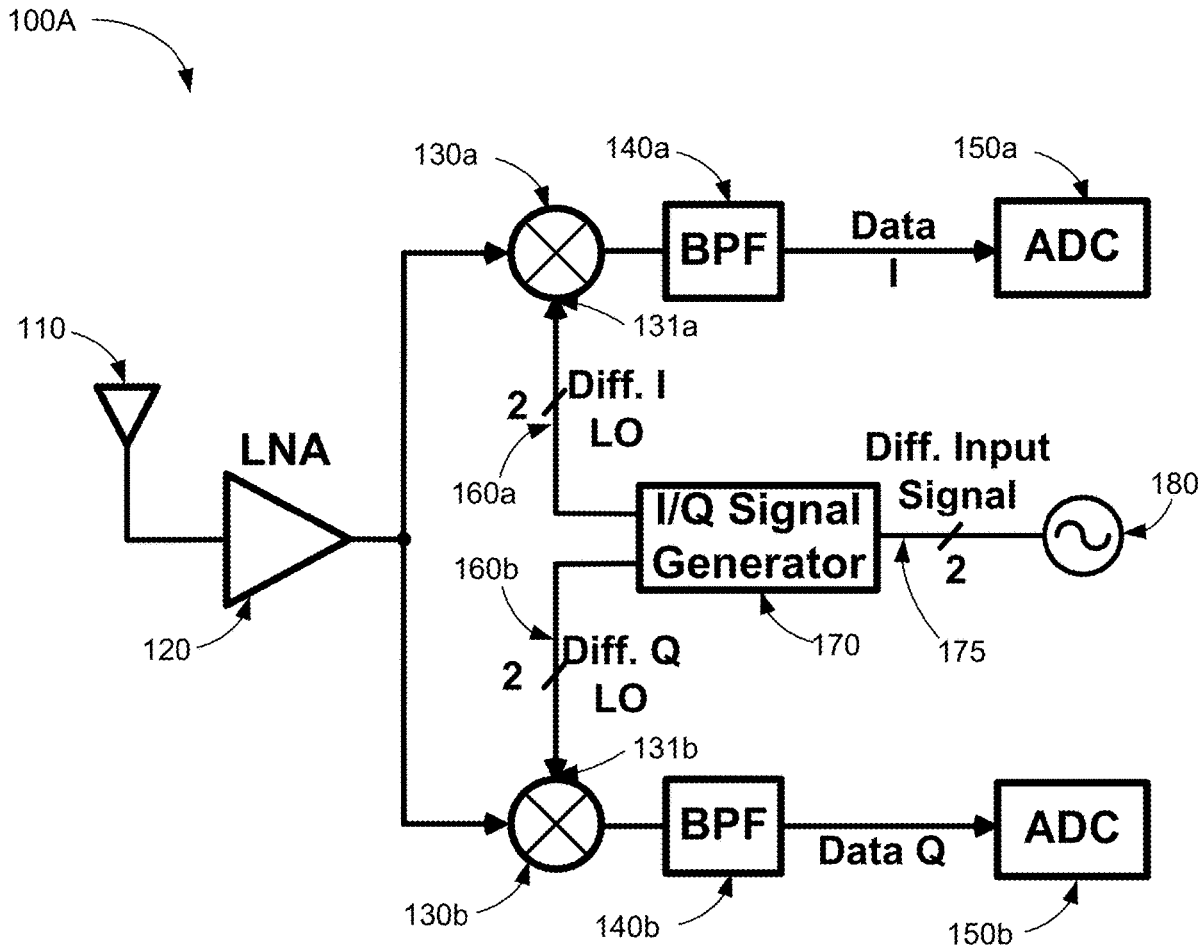 100A
130a
140a
150a
BPF
Data
I
ADC
131a
110
2
Diff. I
LO
160a
LNA
Diff. Input
Signal
180
I/Q Signal
Generator
2
160b
120
170
175
2
Diff. Q
LO
131b
BPF
Data Q
ADC
130b
140b
150b